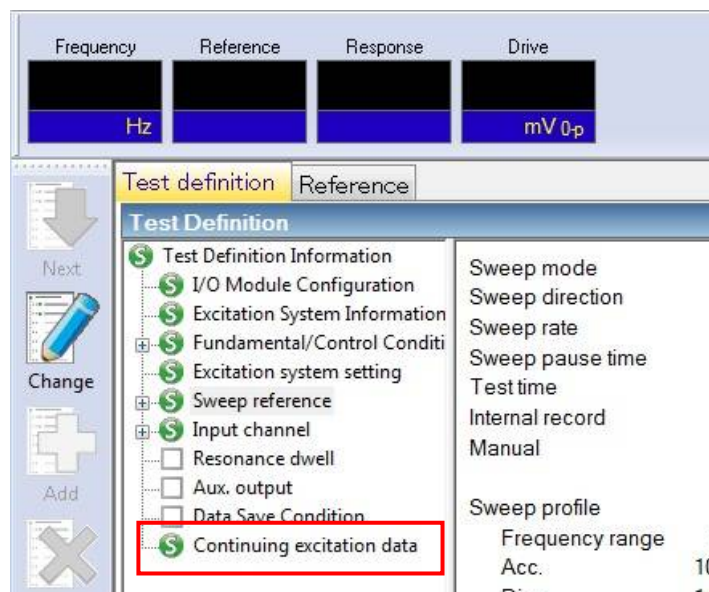 Frequency Reference Response Drive
Hz mV 0-p
Test definition Reference
Test Definition
Next
Change
Add
Test Definition Information
I/O Module Configuration
Excitation System Information
Fundamental/Control Conditi
Excitation system setting
Sweep reference
Input channel
Resonance dwell
Aux. output
Data Save Condition
Continuing excitation data
Sweep mode
Sweep direction
Sweep rate
Sweep pause time
Test time
Internal record
Manual
Sweep profile
Frequency range
Acc. 10